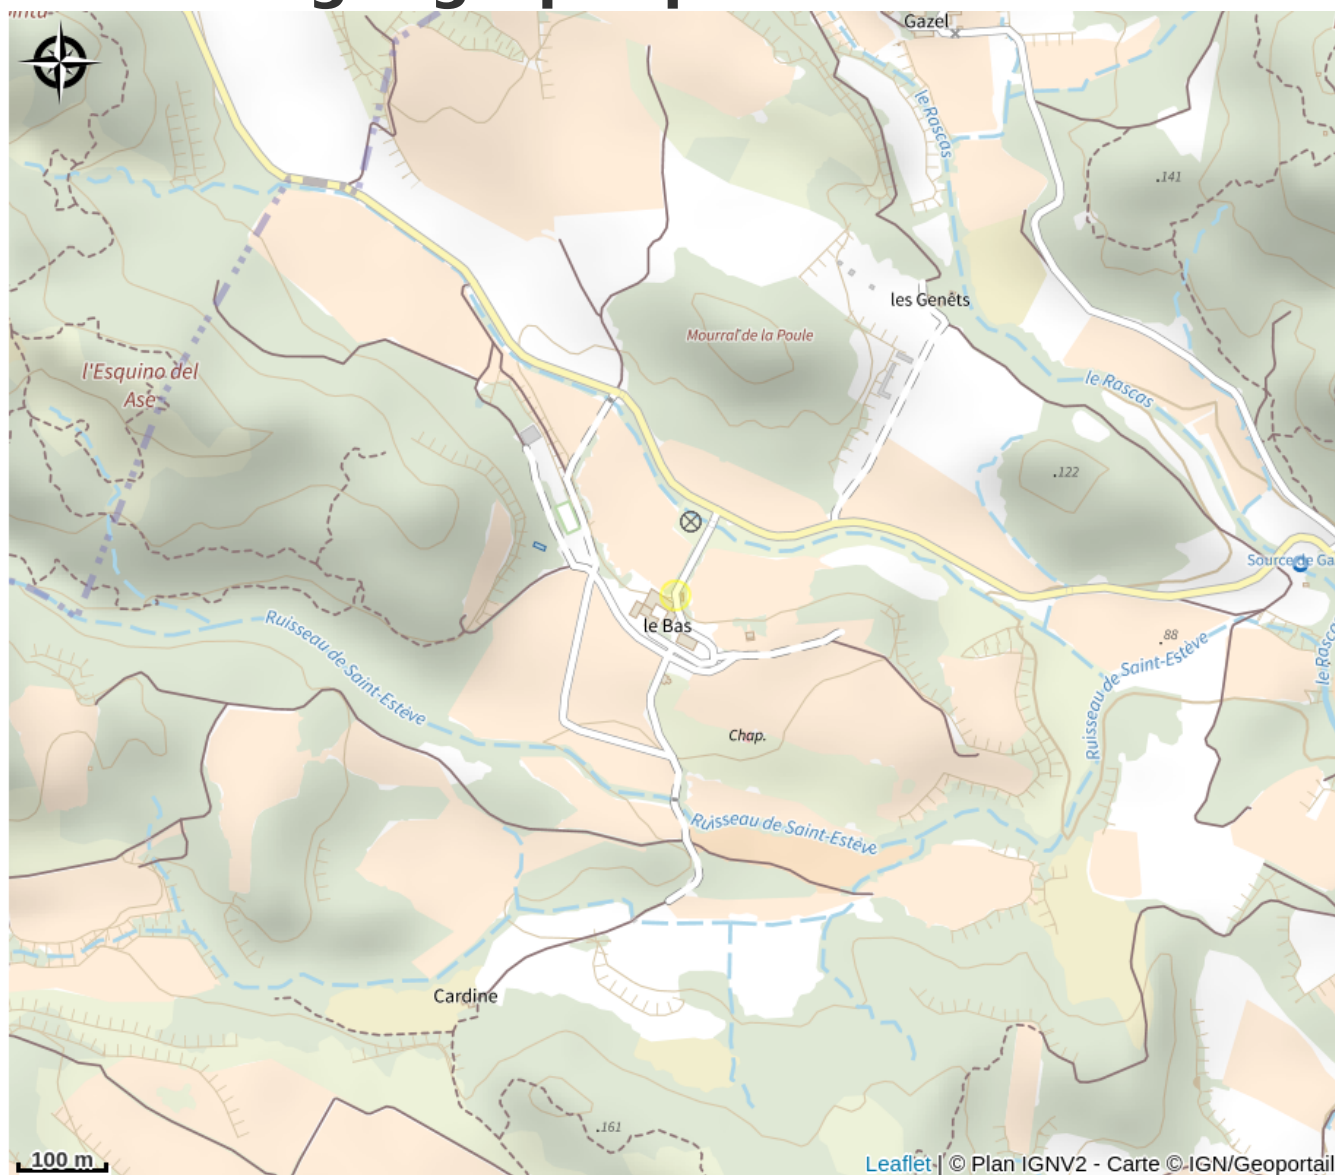 Gazel
le Rascas
.141
les Genêts
Mourral de la Poule
l'Esquino del
Ase
le Rascas
.122
Source de Ga
le Bas
.88
Ruisseau de Saint-Estève
Ruisseau de Saint-Estève
le Rasca
Chap.
Ruisseau de Saint-Estève
Cardine
.161
100 m
Leaflet | © Plan IGNV2 - Carte © IGN/Geoportail